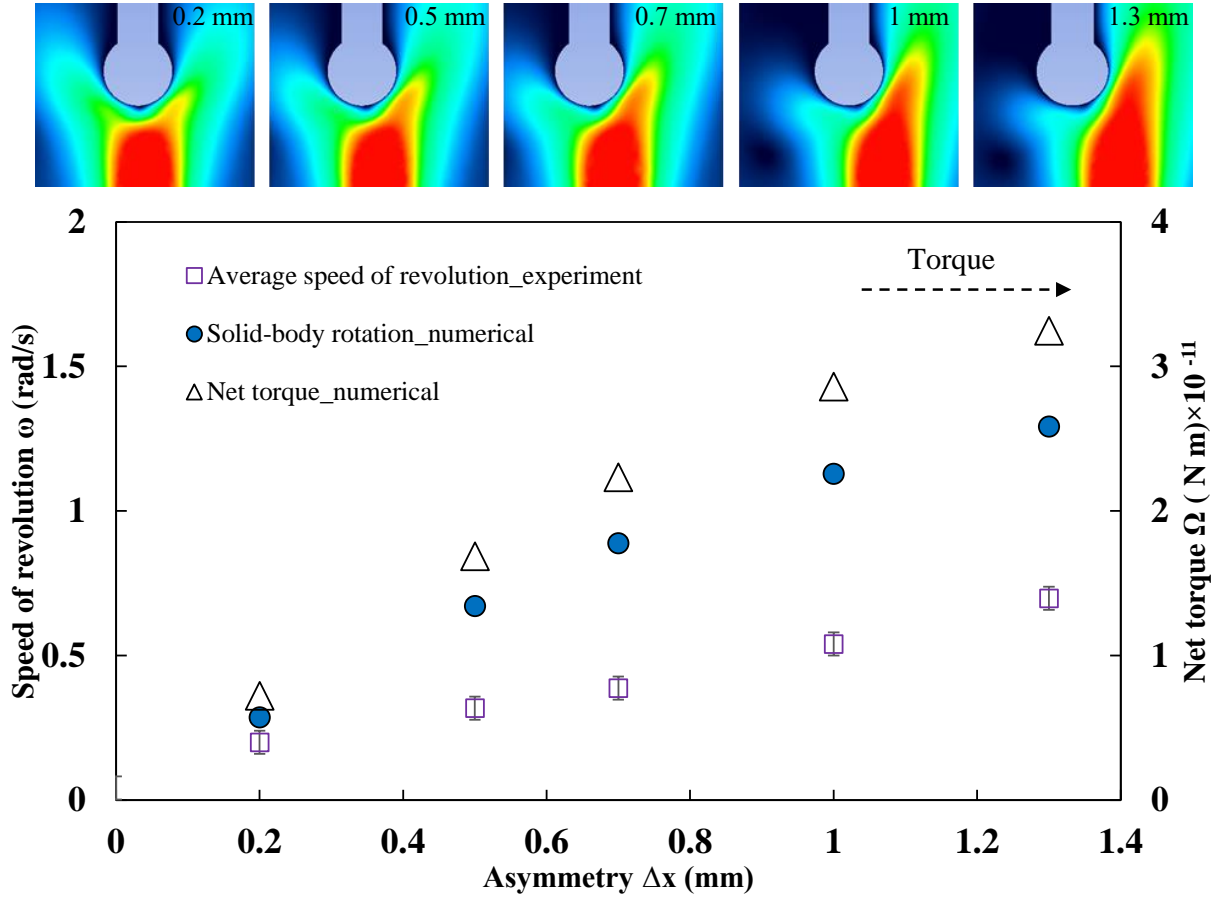 0.2 mm
0.5 mm
0.7 mm
1 mm
1.3 mm
2
4
Torque
Average speed of revolution_experiment
Solid-body rotation_numerical
Net torque_numerical
1.5
3
1
2
0.5
1
0
0
Speed of revolution ω (rad/s)
Net torque Ω ( N m)×10⁻¹¹
0
0.2
0.4
0.6
0.8
1
1.2
1.4
Asymmetry Δx (mm)